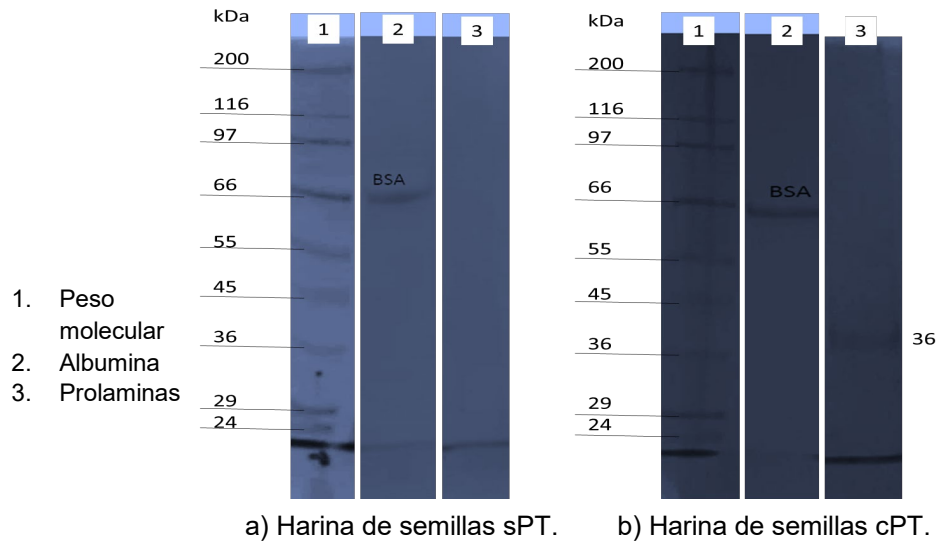 kDa
1
2
3
200
116
97
66
BSA
55
45
36
29
24
kDa
1
2
3
200
116
97
66
BSA
55
45
36
36
29
24
1. Peso
molecular
2. Albumina
3. Prolaminas
a) Harina de semillas sPT.
b) Harina de semillas cPT.